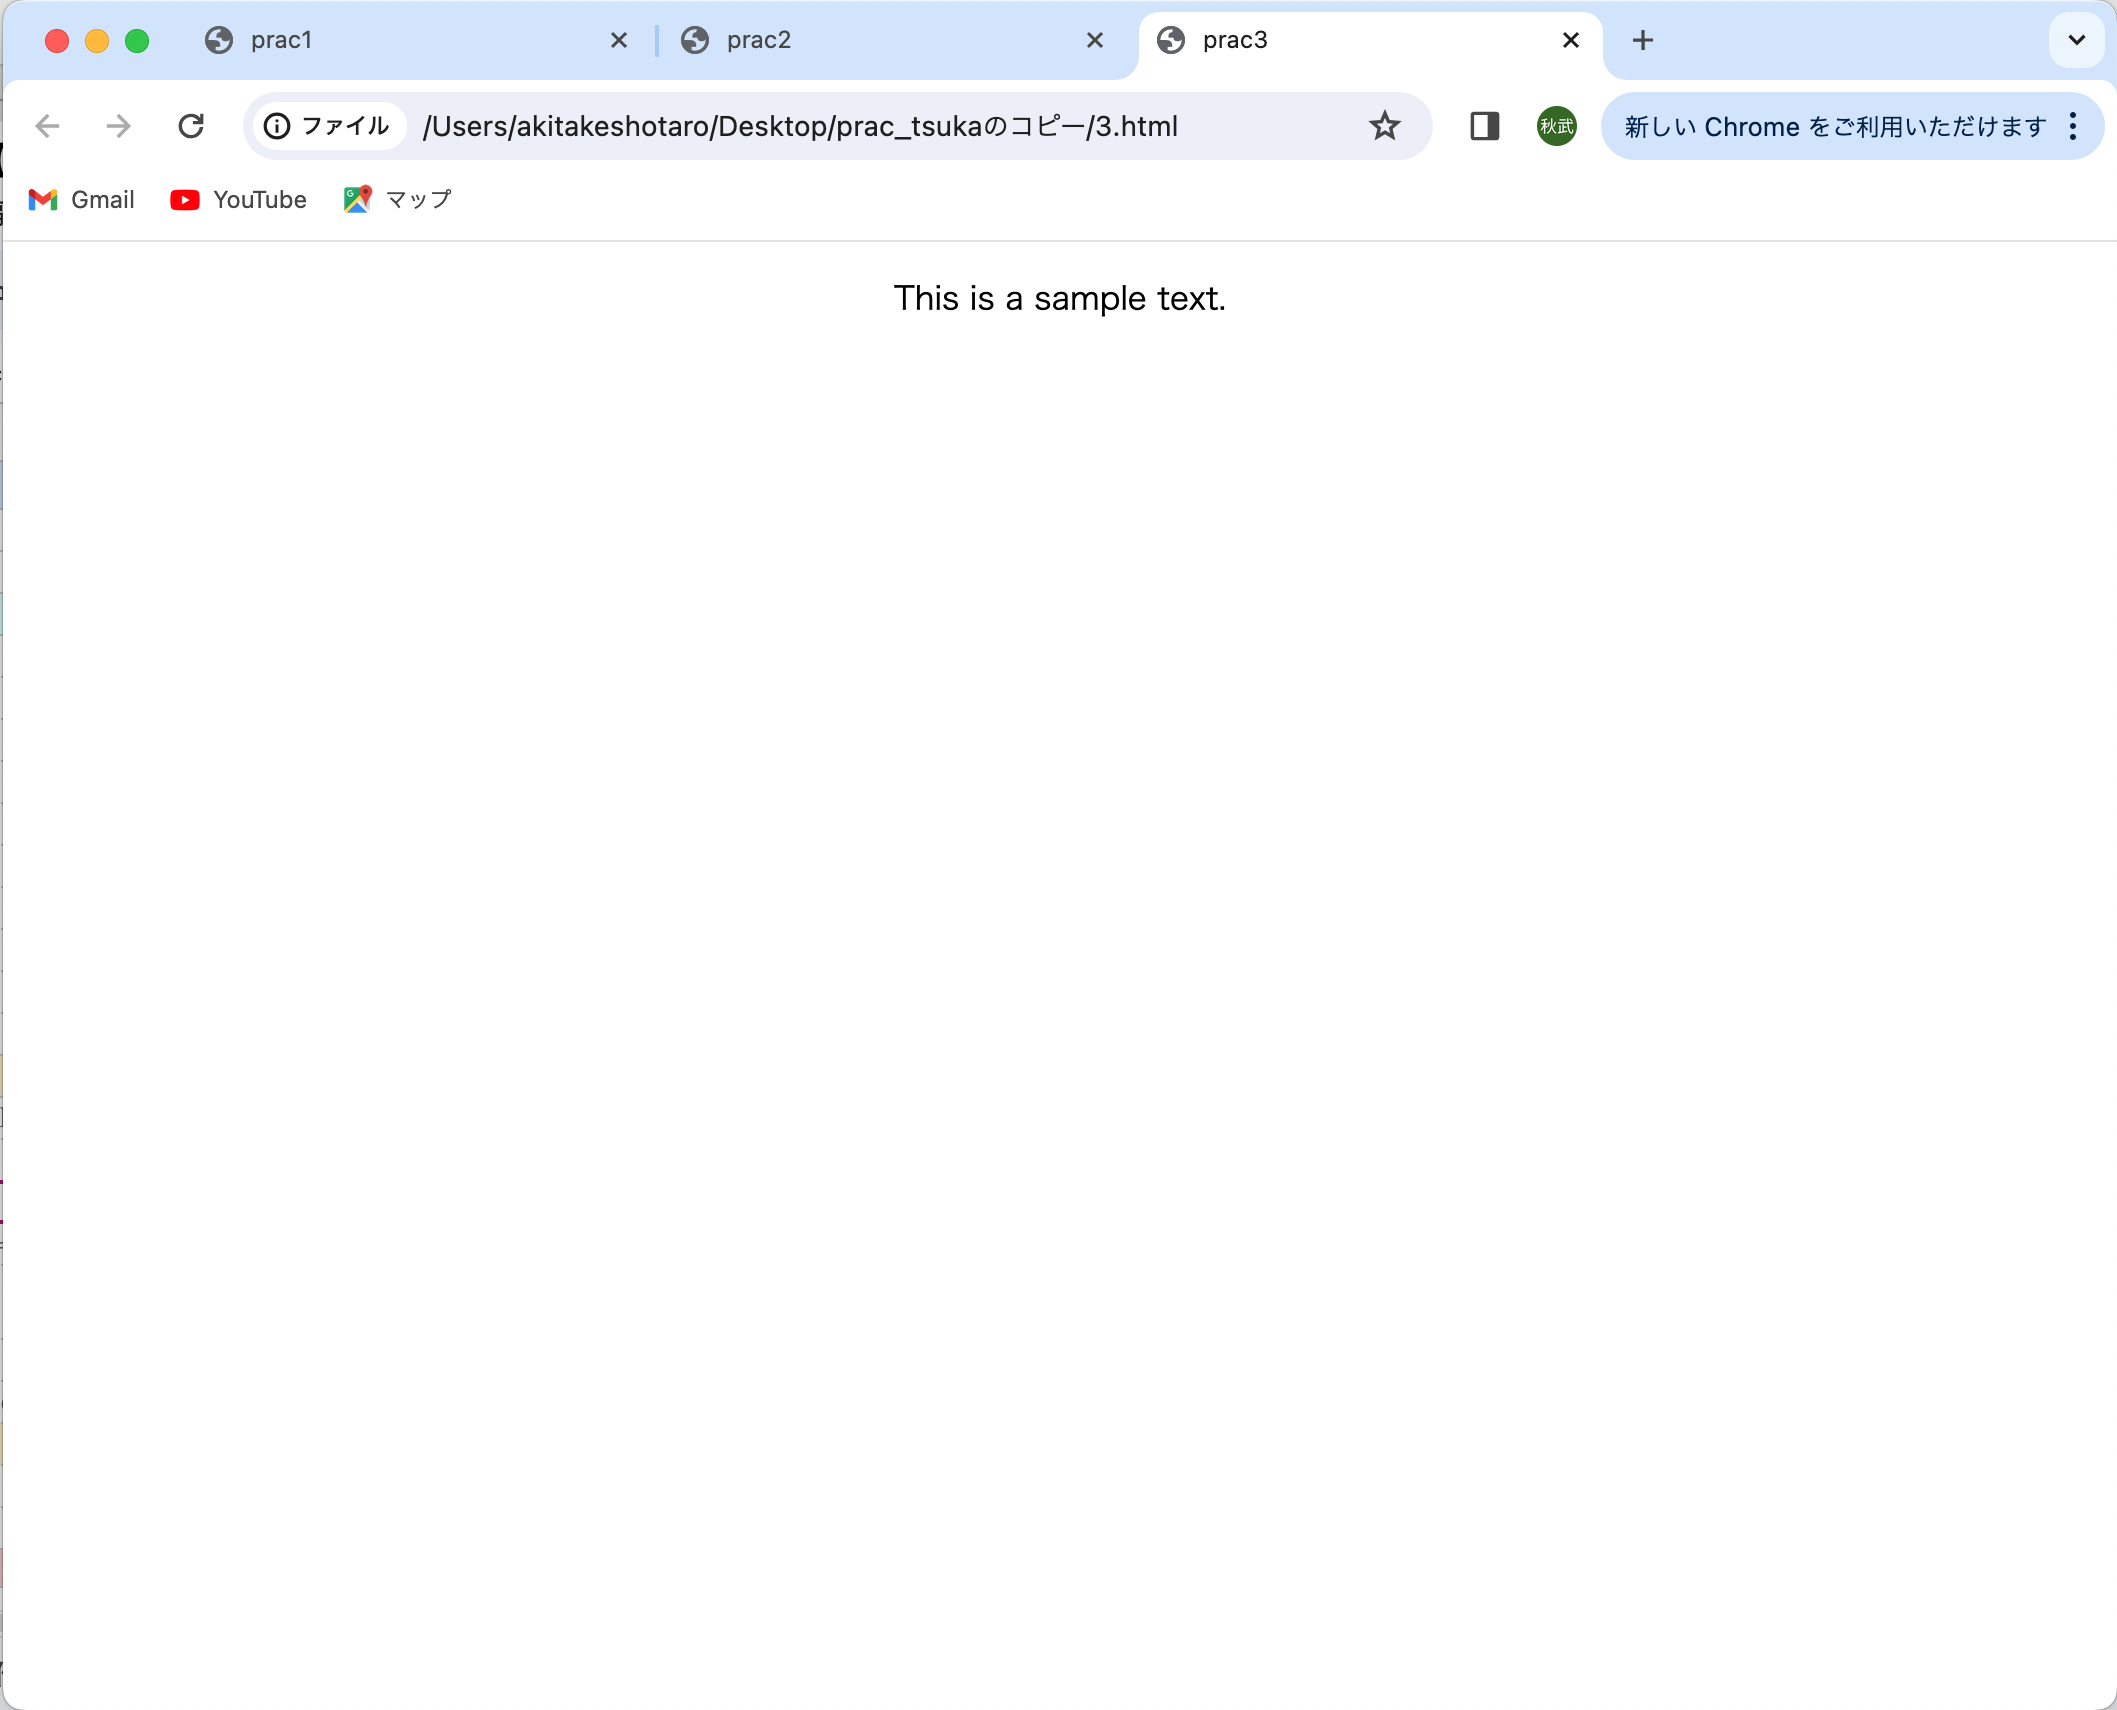 prac1
prac2
prac3
ファイル /Users/akitakeshotaro/Desktop/prac_tsukaのコピー/3.html
秋武
新しい Chrome をご利用いただけます
Gmail
YouTube
マップ
This is a sample text.